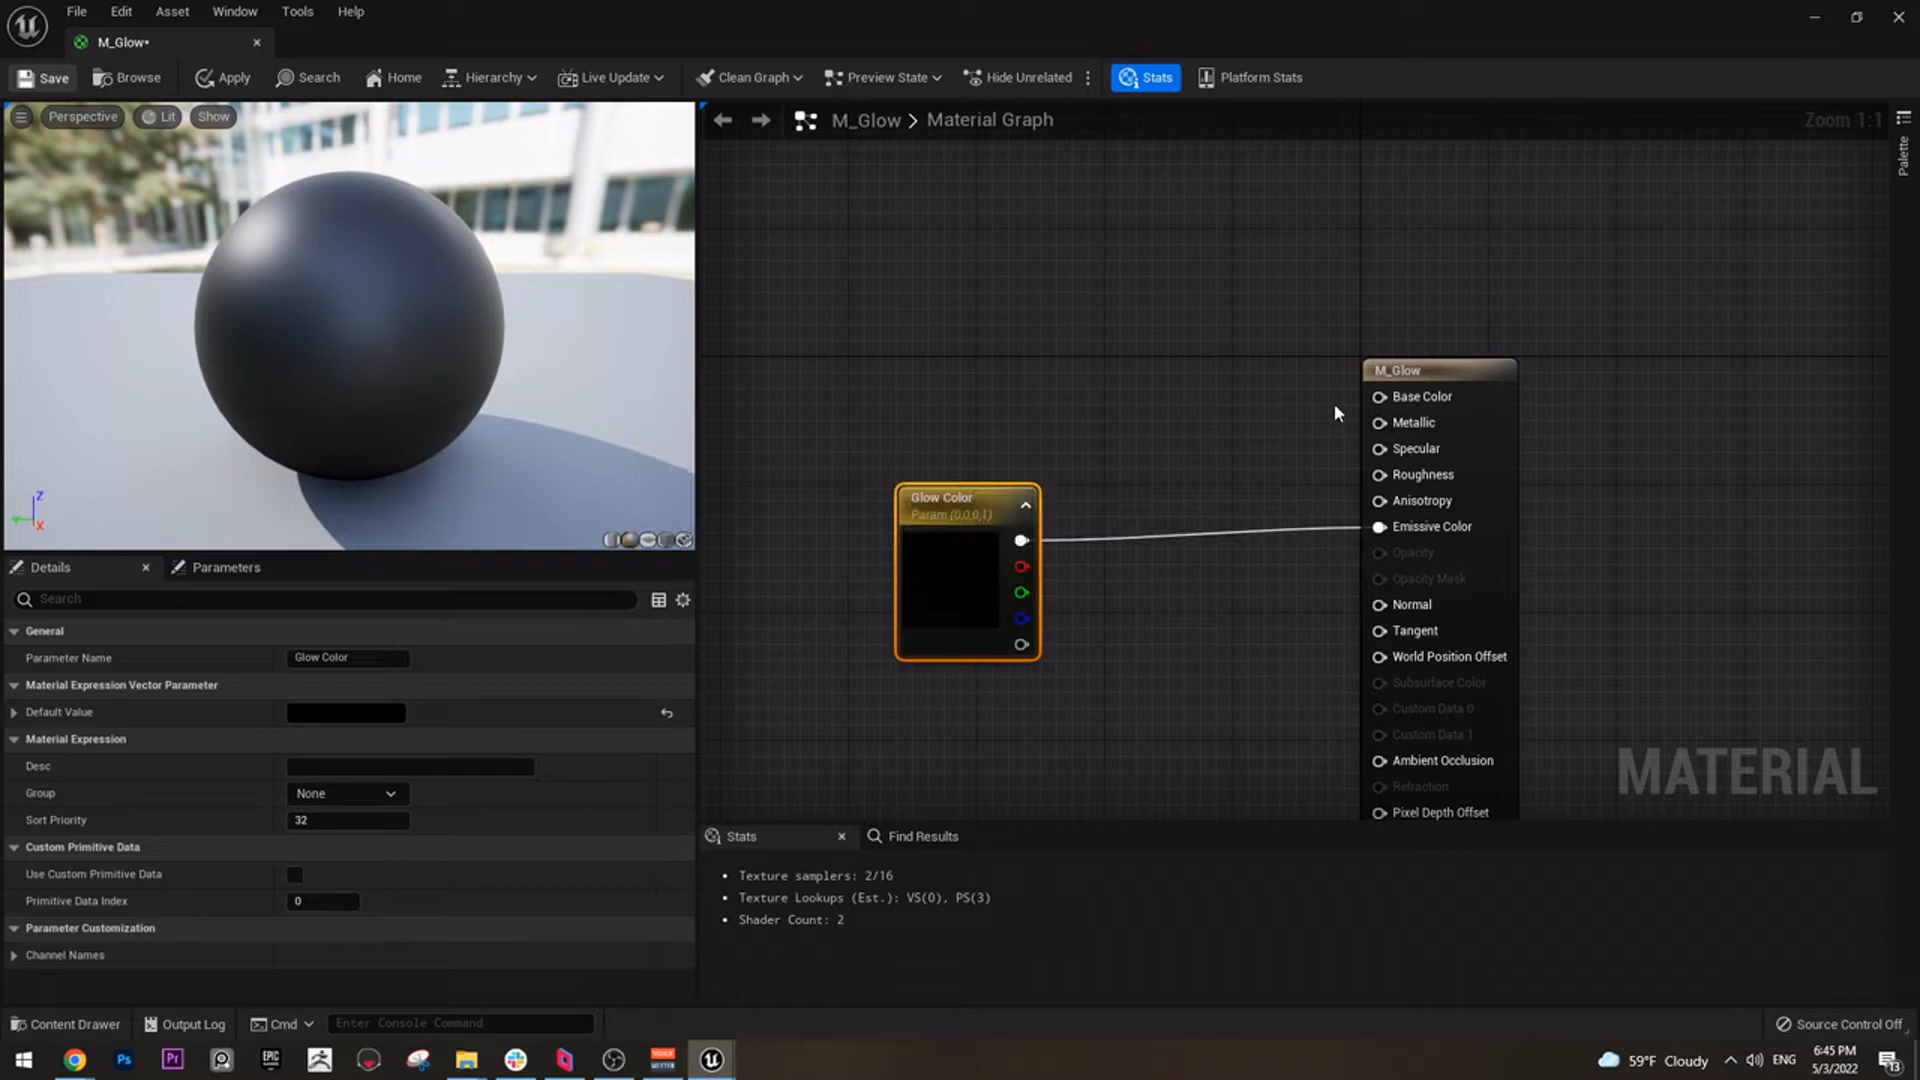 File Edit Asset Window Tools Help
M_Glow•
Save Browse Apply Search Home Hierarchy Live Update Clean Graph Preview State Hide Unrelated Stats Platform Stats
Perspective Lit Show
M_Glow > Material Graph
Zoom 1:1
Palette
M_Glow
Base Color
Metallic
Specular
Roughness
Anisotropy
Emissive Color
Opacity
Opacity Mask
Normal
Tangent
World Position Offset
Subsurface Color
Custom Data 0
Custom Data 1
Ambient Occlusion
Refraction
Pixel Depth Offset
Glow Color
Param (0,0,0,1)
MATERIAL
Z
Y
X
Details Parameters
Search
General
Parameter Name Glow Color
Material Expression Vector Parameter
Default Value
Material Expression
Desc
Group None
Sort Priority 32
Custom Primitive Data
Use Custom Primitive Data
Primitive Data Index 0
Parameter Customization
Channel Names
Stats Find Results
• Texture samplers: 2/16
• Texture Lookups (Est.): VS(0), PS(3)
• Shader Count: 2
Content Drawer Output Log Cmd Enter Console Command Source Control Off
Ps Pr EPIC GAMES 59°F Cloudy ENG 6:45 PM
5/3/2022 13